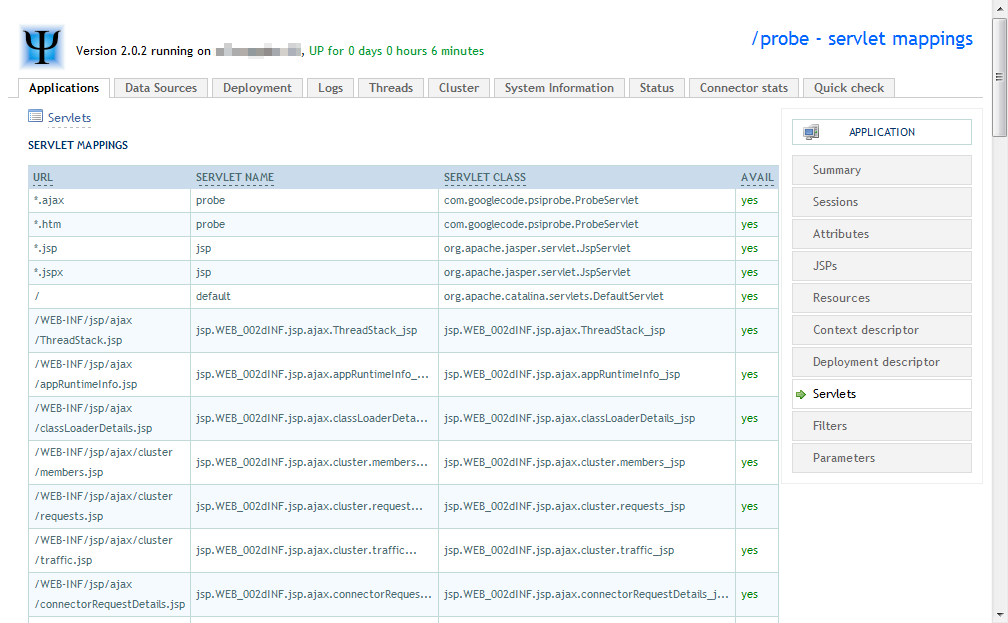 Ψ
Version 2.0.2 running on , UP for 0 days 0 hours 6 minutes
/probe - servlet mappings
Applications Data Sources Deployment Logs Threads Cluster System Information Status Connector stats Quick check
Servlets
SERVLET MAPPINGS
URL SERVLET NAME SERVLET CLASS AVAIL
*.ajax probe com.googlecode.psiprobe.ProbeServlet yes
*.htm probe com.googlecode.psiprobe.ProbeServlet yes
*.jsp jsp org.apache.jasper.servlet.JspServlet yes
*.jspx jsp org.apache.jasper.servlet.JspServlet yes
/ default org.apache.catalina.servlets.DefaultServlet yes
/WEB-INF/jsp/ajax
/ThreadStack.jsp jsp.WEB_002dINF.jsp.ajax.ThreadStack_jsp jsp.WEB_002dINF.jsp.ajax.ThreadStack_jsp yes
/WEB-INF/jsp/ajax
/appRuntimeInfo.jsp jsp.WEB_002dINF.jsp.ajax.appRuntimeInfo_... jsp.WEB_002dINF.jsp.ajax.appRuntimeInfo_jsp yes
/WEB-INF/jsp/ajax
/classLoaderDetails.jsp jsp.WEB_002dINF.jsp.ajax.classLoaderDeta... jsp.WEB_002dINF.jsp.ajax.classLoaderDetails_jsp yes
/WEB-INF/jsp/ajax/cluster
/members.jsp jsp.WEB_002dINF.jsp.ajax.cluster.members... jsp.WEB_002dINF.jsp.ajax.cluster.members_jsp yes
/WEB-INF/jsp/ajax/cluster
/requests.jsp jsp.WEB_002dINF.jsp.ajax.cluster.request... jsp.WEB_002dINF.jsp.ajax.cluster.requests_jsp yes
/WEB-INF/jsp/ajax/cluster
/traffic.jsp jsp.WEB_002dINF.jsp.ajax.cluster.traffic... jsp.WEB_002dINF.jsp.ajax.cluster.traffic_jsp yes
/WEB-INF/jsp/ajax
/connectorRequestDetails.jsp jsp.WEB_002dINF.jsp.ajax.connectorReques... jsp.WEB_002dINF.jsp.ajax.connectorRequestDetails_j... yes
APPLICATION
Summary
Sessions
Attributes
JSPs
Resources
Context descriptor
Deployment descriptor
Servlets
Filters
Parameters